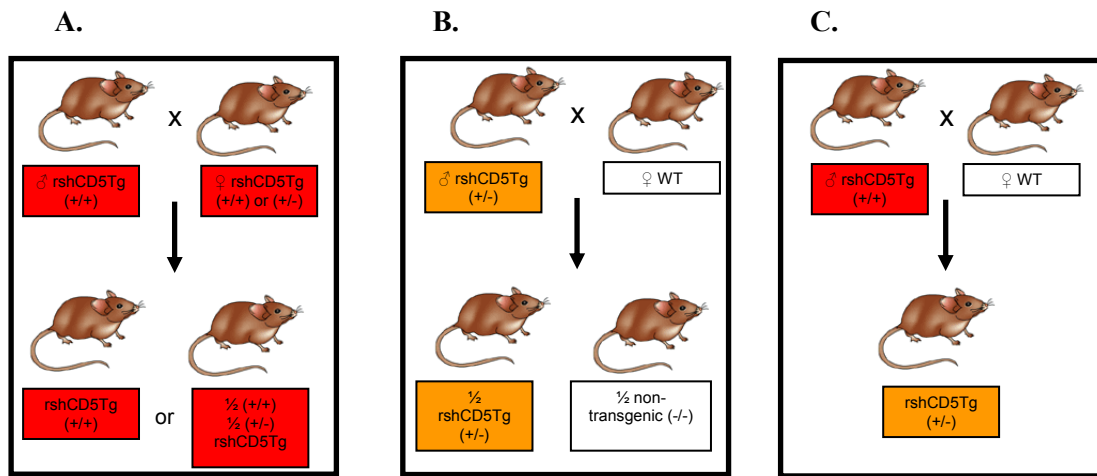 A.
x
♂ rshCD5Tg
(+/+)
♀ rshCD5Tg
(+/+) or (+/-)
rshCD5Tg
(+/+)
or
½ (+/+)
½ (+/-)
rshCD5Tg
B.
x
♂ rshCD5Tg
(+/-)
♀ WT
½
rshCD5Tg
(+/-)
½ non-
transgenic (-/-)
C.
x
♂ rshCD5Tg
(+/+)
♀ WT
rshCD5Tg
(+/-)